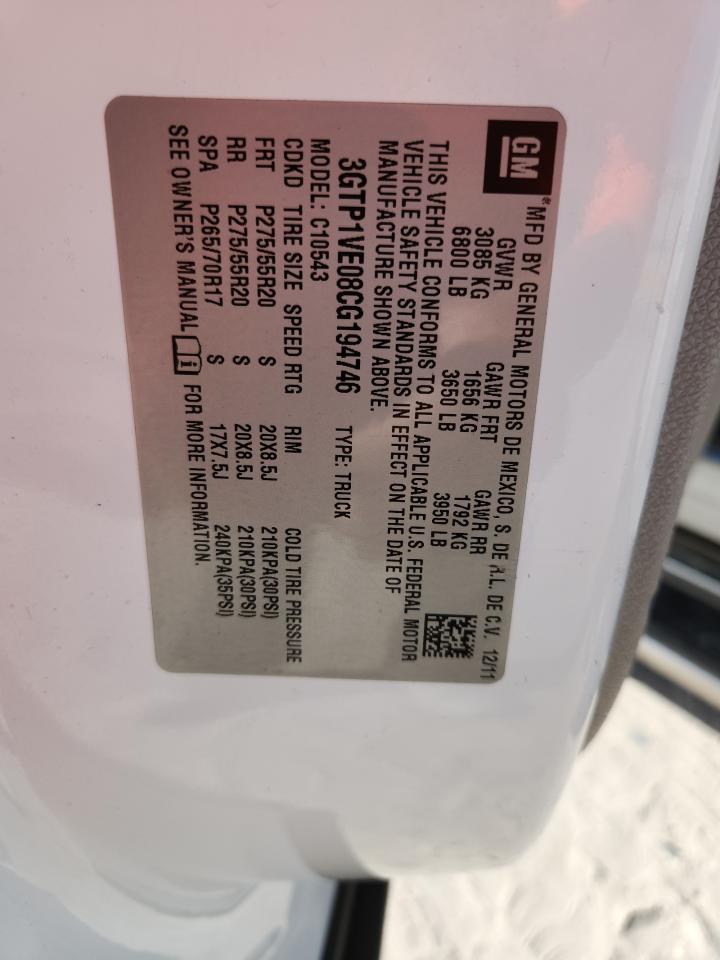 GM
® MFD BY GENERAL MOTORS DE MEXICO, S. DE R.L. DE C.V. 12/11
GVWR GAWR FRT GAWR RR
3085 KG 1656 KG 1792 KG
6800 LB 3650 LB 3950 LB
THIS VEHICLE CONFORMS TO ALL APPLICABLE U.S. FEDERAL MOTOR
VEHICLE SAFETY STANDARDS IN EFFECT ON THE DATE OF
MANUFACTURE SHOWN ABOVE.
3GTP1VE08CG194746 TYPE: TRUCK
MODEL: C10543
CDKD TIRE SIZE SPEED RTG RIM COLD TIRE PRESSURE
FRT P275/55R20 S 20X8.5J 210KPA(30PSI)
RR P275/55R20 S 20X8.5J 210KPA(30PSI)
SPA P265/70R17 S 17X7.5J 240KPA(35PSI)
SEE OWNER'S MANUAL i FOR MORE INFORMATION.